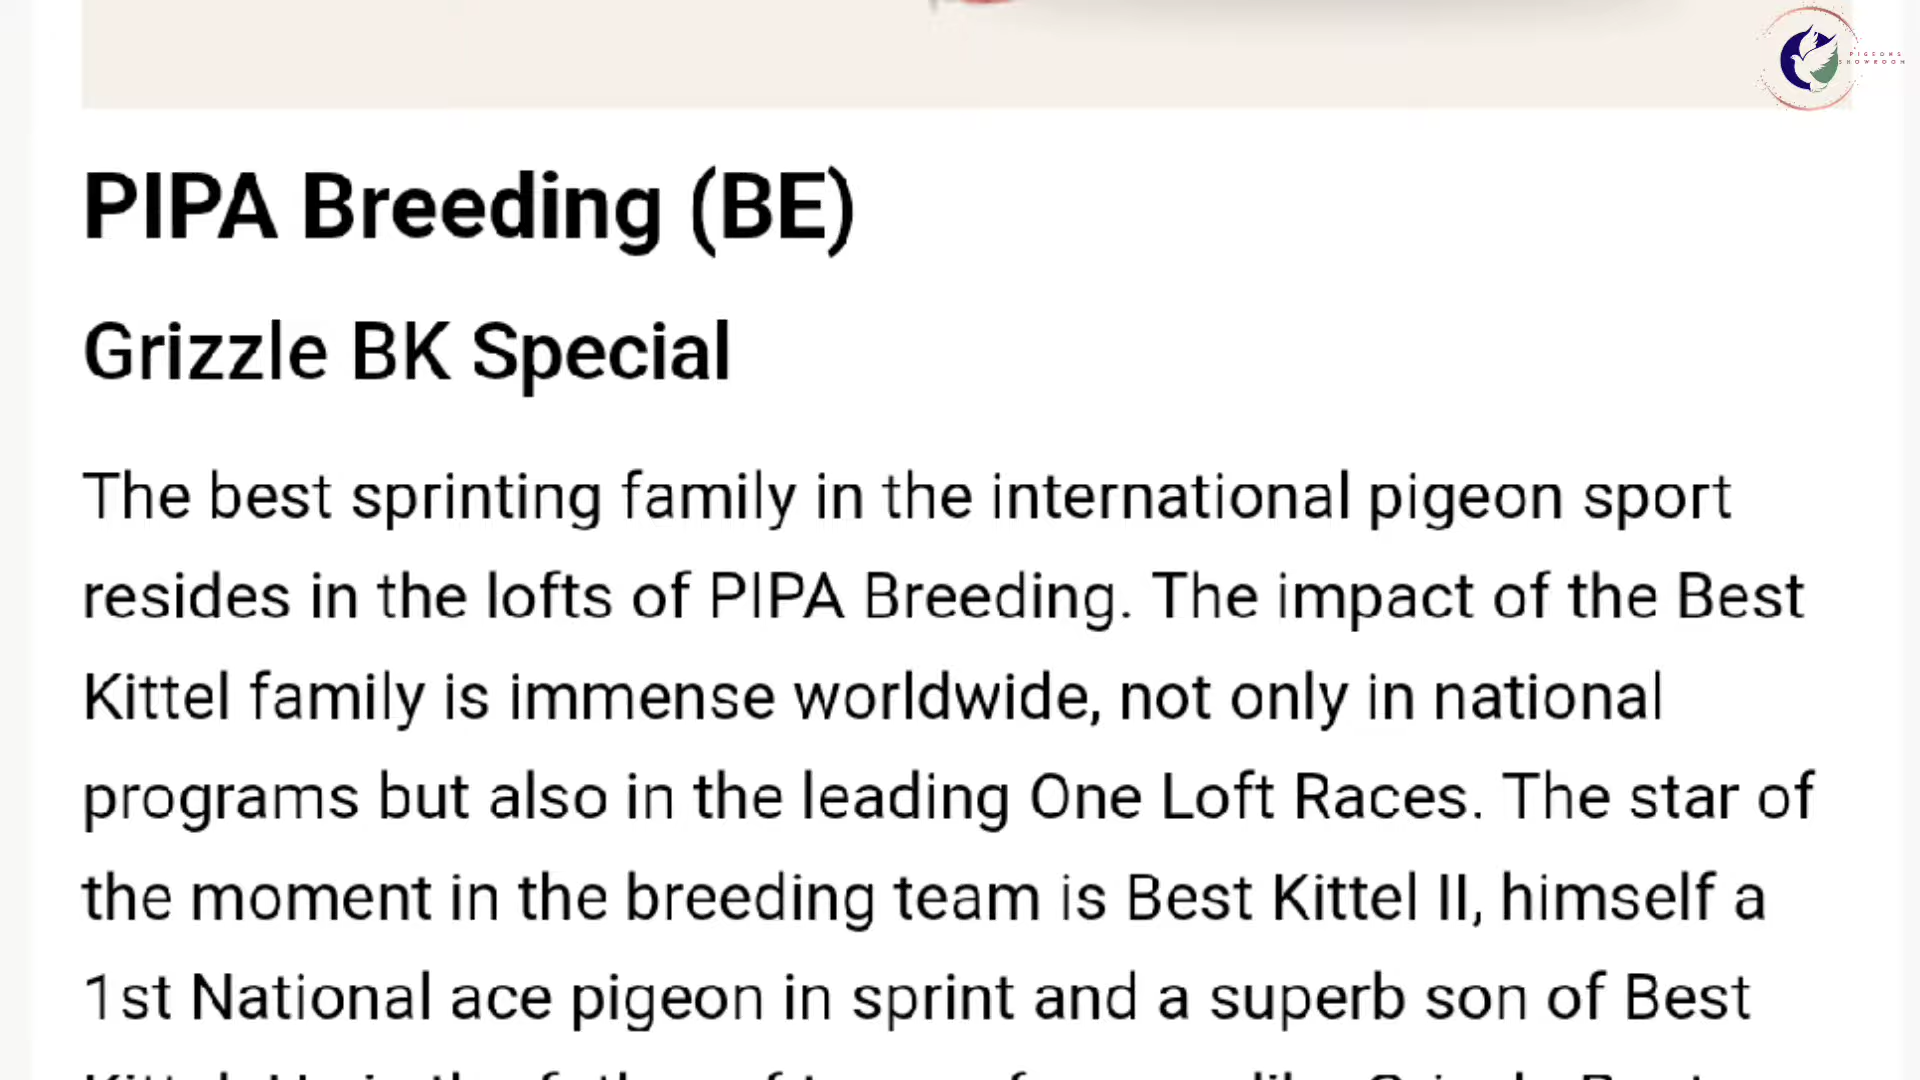 PIGEONS
SHOWROOM
PIPA Breeding (BE)
Grizzle BK Special
The best sprinting family in the international pigeon sport
resides in the lofts of PIPA Breeding. The impact of the Best
Kittel family is immense worldwide, not only in national
programs but also in the leading One Loft Races. The star of
the moment in the breeding team is Best Kittel II, himself a
1st National ace pigeon in sprint and a superb son of Best